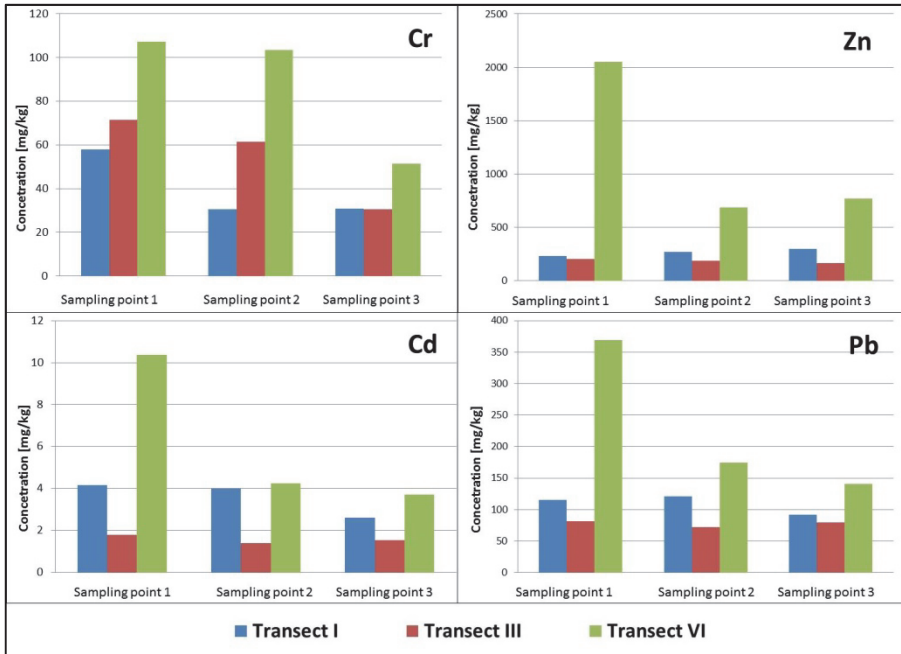 Cr
Concetration [mg/kg]
120
100
80
60
40
20
0
Sampling point 1 Sampling point 2 Sampling point 3
Zn
Concetration [mg/kg]
2500
2000
1500
1000
500
0
Sampling point 1 Sampling point 2 Sampling point 3
Cd
Concetration [mg/kg]
12
10
8
6
4
2
0
Sampling point 1 Sampling point 2 Sampling point 3
Pb
Concetration [mg/kg]
400
350
300
250
200
150
100
50
0
Sampling point 1 Sampling point 2 Sampling point 3
Transect I Transect III Transect VI